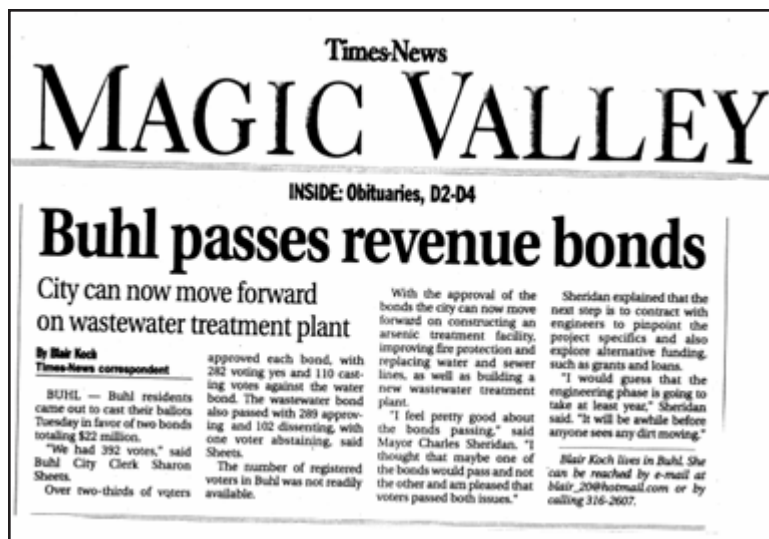 Times-News
MAGIC VALLEY
INSIDE: Obituaries, D2-D4
Buhl passes revenue bonds
City can now move forward
on wastewater treatment plant
By Blair Koch
Times-News correspondent
BUHL — Buhl residents
came out to cast their ballots
Tuesday in favor of two bonds
totaling $22 million.
"We had 392 votes," said
Buhl City Clerk Sharon
Sheets.
Over two-thirds of voters
approved each bond, with
282 voting yes and 110 cast-
ing votes against the water
bond. The wastewater bond
also passed with 289 approv-
ing and 102 dissenting, with
one voter abstaining, said
Sheets.
The number of registered
voters in Buhl was not readily
available.
With the approval of the
bonds the city can now move
forward on constructing an
arsenic treatment facility,
improving fire protection and
replacing water and sewer
lines, as well as building a
new wastewater treatment
plant.
"I feel pretty good about
the bonds passing," said
Mayor Charles Sheridan. "I
thought that maybe one of
the bonds would pass and not
the other and am pleased that
voters passed both issues."
Sheridan explained that the
next step is to contract with
engineers to pinpoint the
project specifics and also
explore alternative funding,
such as grants and loans.
"I would guess that the
engineering phase is going to
take at least year," Sheridan
said. "It will be awhile before
anyone sees any dirt moving."
Blair Koch lives in Buhl. She
can be reached by e-mail at
blair_20@hotmail.com or by
calling 316-2607.